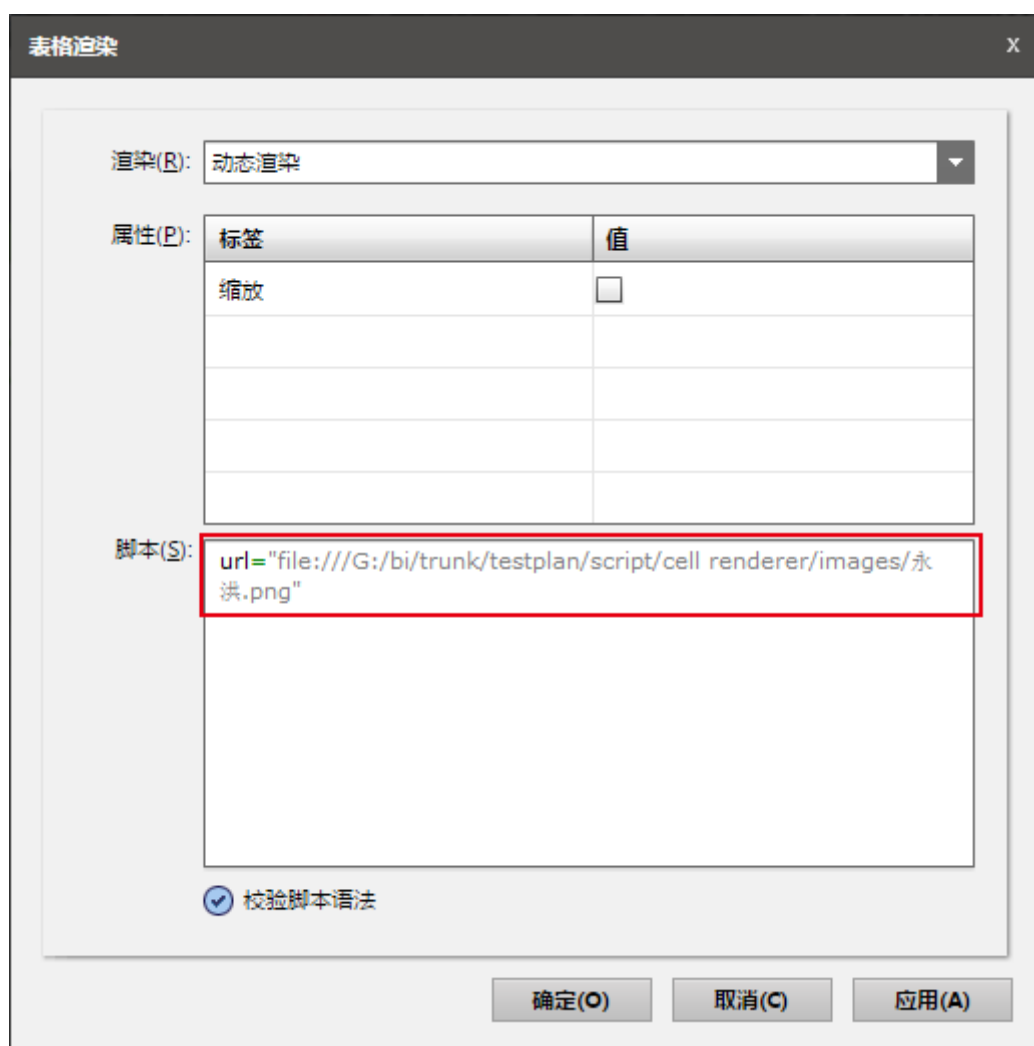 表格渲染 x
渲染(R): 动态渲染
属性(P): 标签 值
缩放
脚本(S): url="file:///G:/bi/trunk/testplan/script/cell renderer/images/永
洪.png"
校验脚本语法
确定(O) 取消(C) 应用(A)